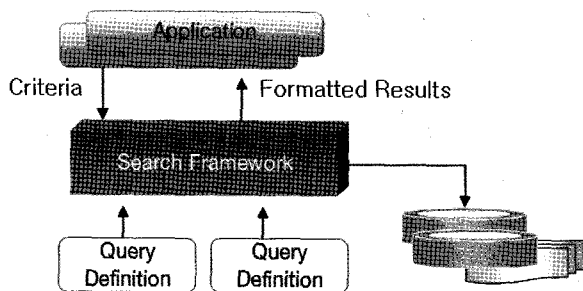 Application
Criteria
Formatted Results
Search Framework
Query
Definition
Query
Definition